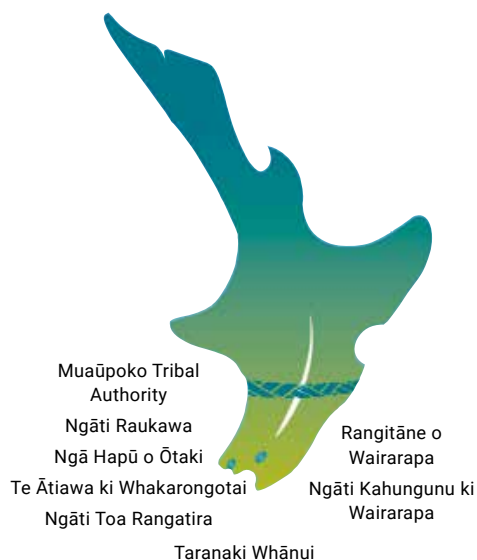 Muaūpoko Tribal
Authority
Ngāti Raukawa
Ngā Hapū o Ōtaki
Te Ātiawa ki Whakarongotai
Ngāti Toa Rangatira
Rangitāne o
Wairarapa
Ngāti Kahungunu ki
Wairarapa
Taranaki Whānui